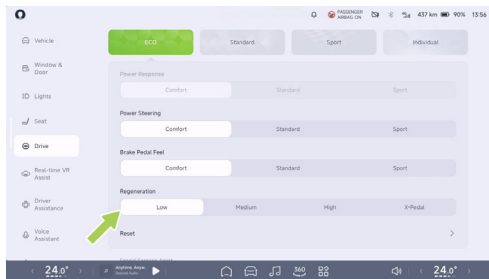 PASSENGER
AIRBAG ON
437 km 90% 13:56
Vehicle
ECO Standard Sport Individual
Window &
Door
Power Response
Comfort Standard Sport
Lights
Power Steering
Seat
Comfort Standard Sport
Drive
Brake Pedal Feel
Comfort Standard Sport
Real-time VR
Assist
Regeneration
Driver
Assistance
Low Medium High X-Pedal
Voice
Assistant
Reset
24.0° Anytime, Anyw.
360
24.0°